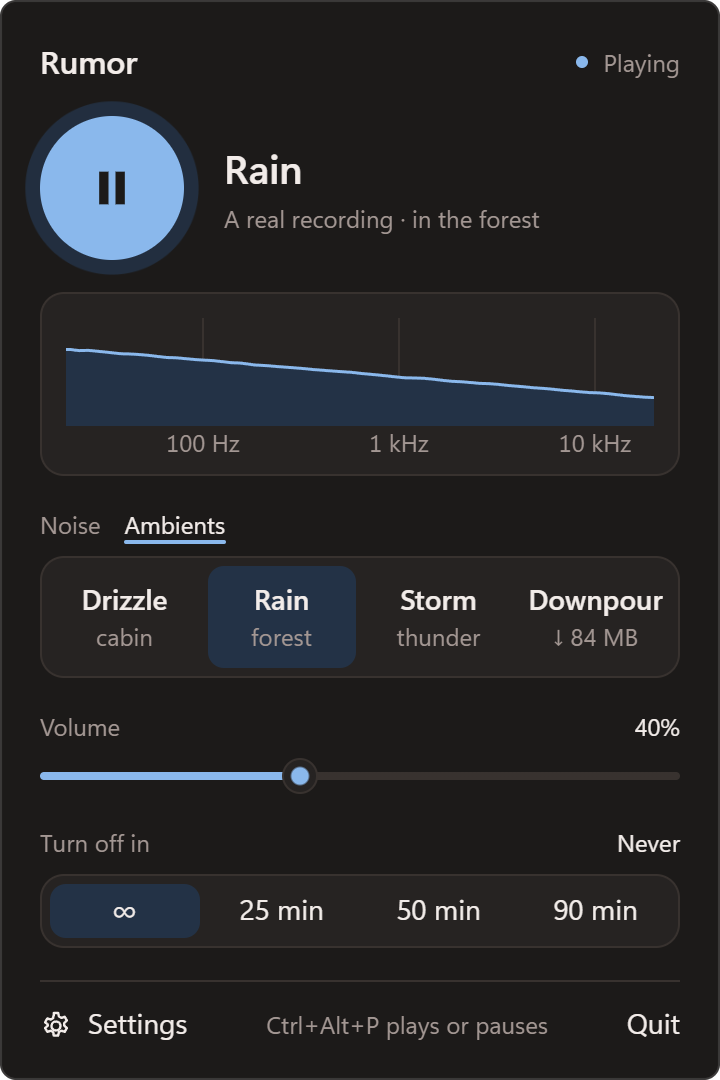 Rumor
Playing
Rain
A real recording · in the forest
100 Hz 1 kHz 10 kHz
Noise Ambients
Drizzle Rain Storm Downpour
cabin forest thunder ↓ 84 MB
Volume 40%
Turn off in Never
∞ 25 min 50 min 90 min
Settings Ctrl+Alt+P plays or pauses Quit